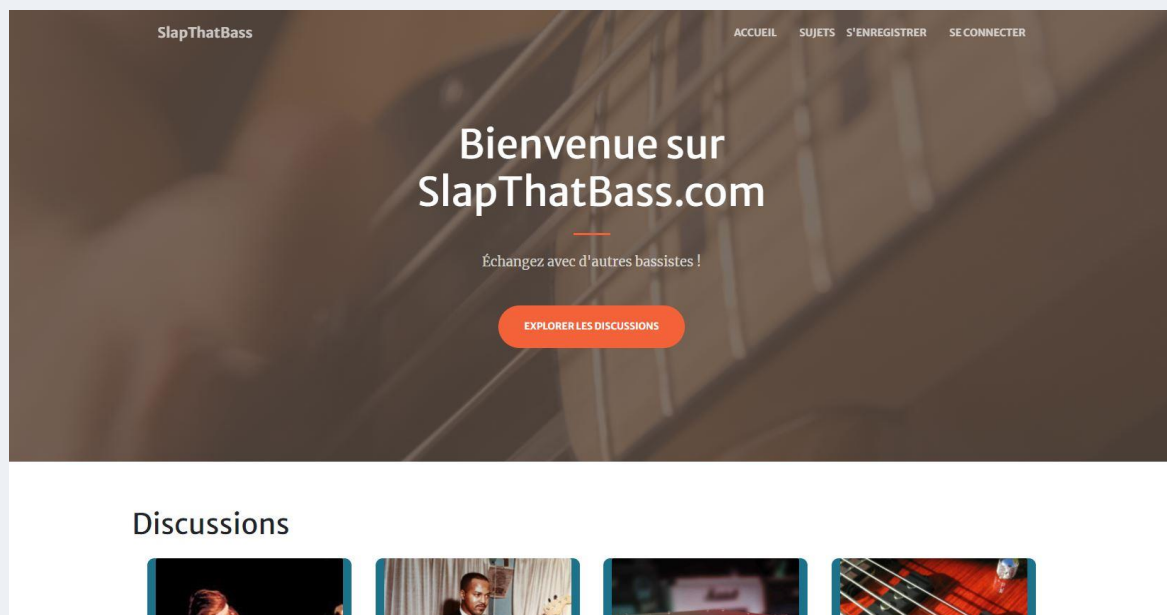 SlapThatBass
ACCUEIL SUJETS S'ENREGISTRER SE CONNECTER
Bienvenue sur
SlapThatBass.com
Échangez avec d'autres bassistes !
EXPLORER LES DISCUSSIONS
Discussions